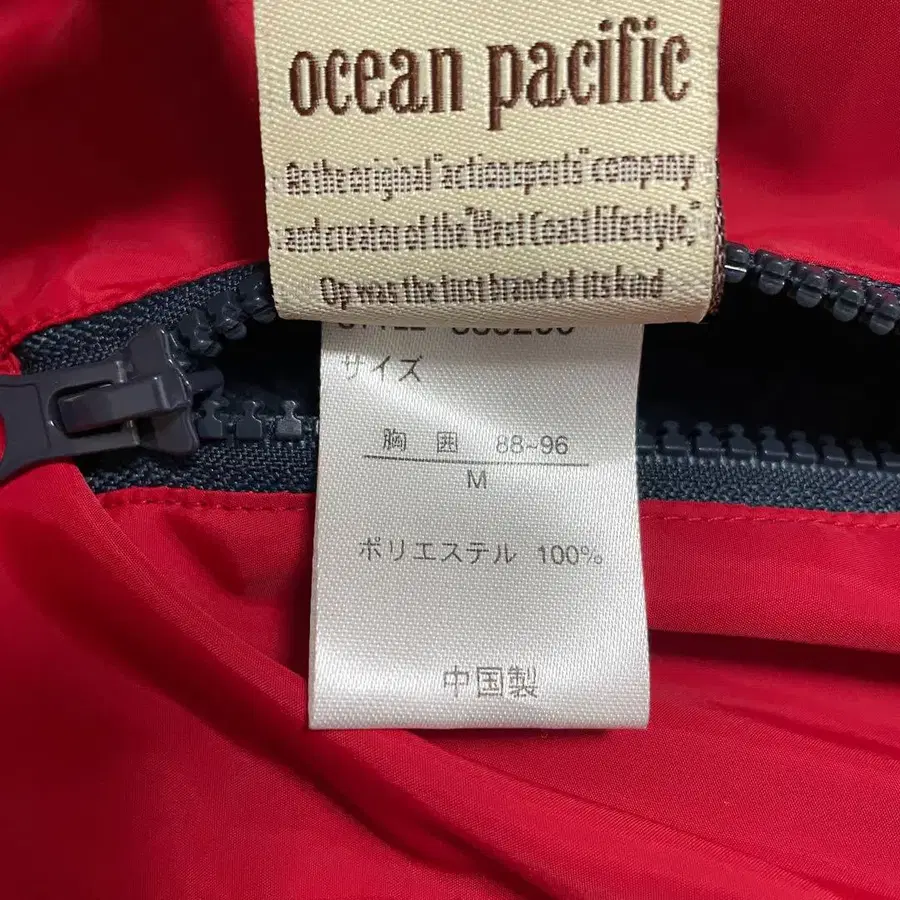 ocean pacific
As the original "actionsports" company
and creator of the "West Coast lifestyle,"
Op was the first brand of its kind
STYLE
サイズ
胸 囲 88-96
M
ポリエステル 100%
中国製